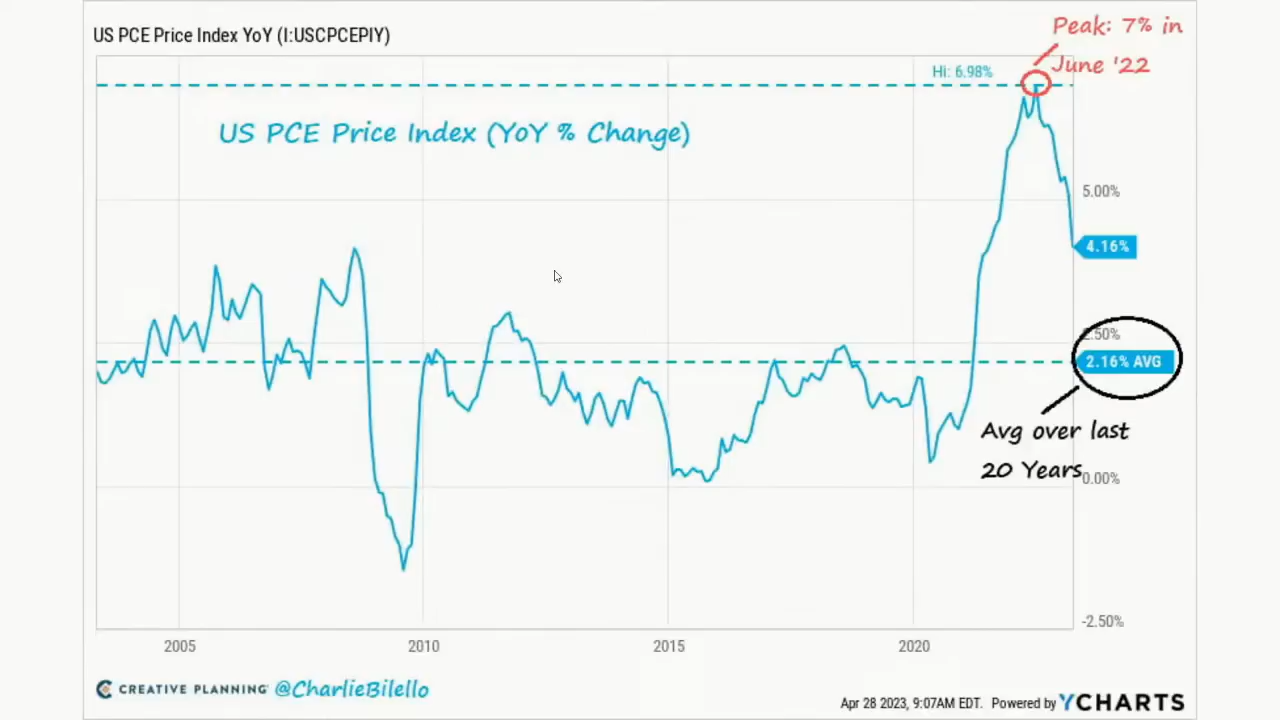 US PCE Price Index YoY (I:USCPCEPIY)
Peak: 7% in
June '22
Hi: 6.98%
US PCE Price Index (YoY % Change)
5.00%
4.16%
2.50%
2.16% AVG
Avg over last
20 Years
0.00%
-2.50%
2005 2010 2015 2020
CREATIVE PLANNING @CharlieBilello
Apr 28 2023, 9:07AM EDT. Powered by YCHARTS